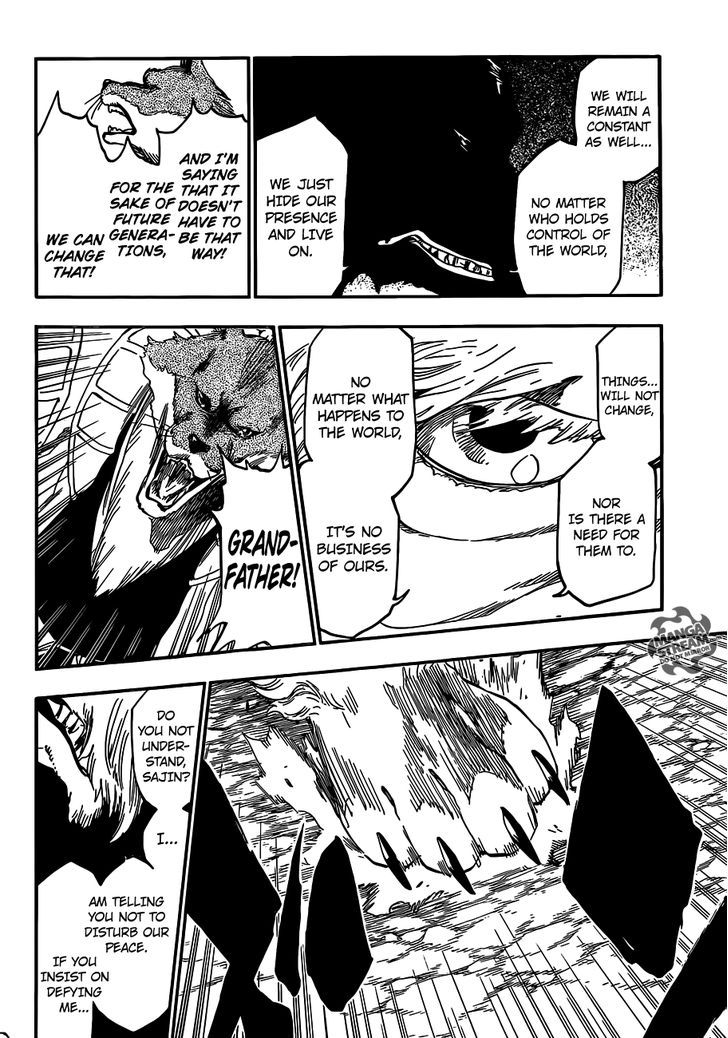 WE WILL
REMAIN A
CONSTANT
AS WELL...
NO MATTER
WHO HOLDS
CONTROL OF
THE WORLD,
WE JUST
HIDE OUR
PRESENCE
AND LIVE
ON.
AND I'M
SAYING
THAT IT
DOESN'T
HAVE TO
BE THAT
WAY!
FOR THE
SAKE OF
FUTURE
GENERA-
TIONS,
WE CAN
CHANGE
THAT!
THINGS...
WILL NOT
CHANGE,
NOR
IS THERE A
NEED FOR
THEM TO.
NO
MATTER WHAT
HAPPENS TO
THE WORLD,
IT'S NO
BUSINESS
OF OURS.
GRAND-
FATHER!
MANGA
STREAM
DO NOT MIRROR
DO
YOU NOT
UNDER-
STAND,
SAJIN?
I...
AM TELLING
YOU NOT TO
DISTURB OUR
PEACE.
IF YOU
INSIST ON
DEFYING
ME...